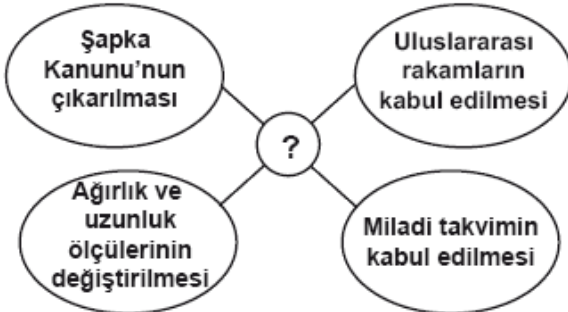 Şapka
Kanunu'nun
çıkarılması
Uluslararası
rakamların
kabul edilmesi
?
Ağırlık ve
uzunluk
ölçülerinin
değiştirilmesi
Miladi takvimin
kabul edilmesi